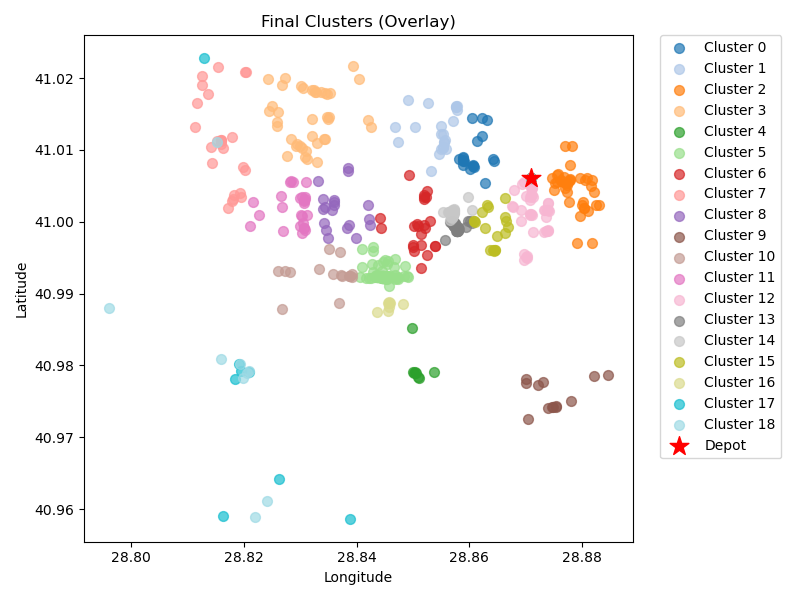 Final Clusters (Overlay)
41.02
41.01
41.00
40.99
40.98
40.97
40.96
Latitude
28.80
28.82
28.84
28.86
28.88
Longitude
Cluster 0
Cluster 1
Cluster 2
Cluster 3
Cluster 4
Cluster 5
Cluster 6
Cluster 7
Cluster 8
Cluster 9
Cluster 10
Cluster 11
Cluster 12
Cluster 13
Cluster 14
Cluster 15
Cluster 16
Cluster 17
Cluster 18
Depot